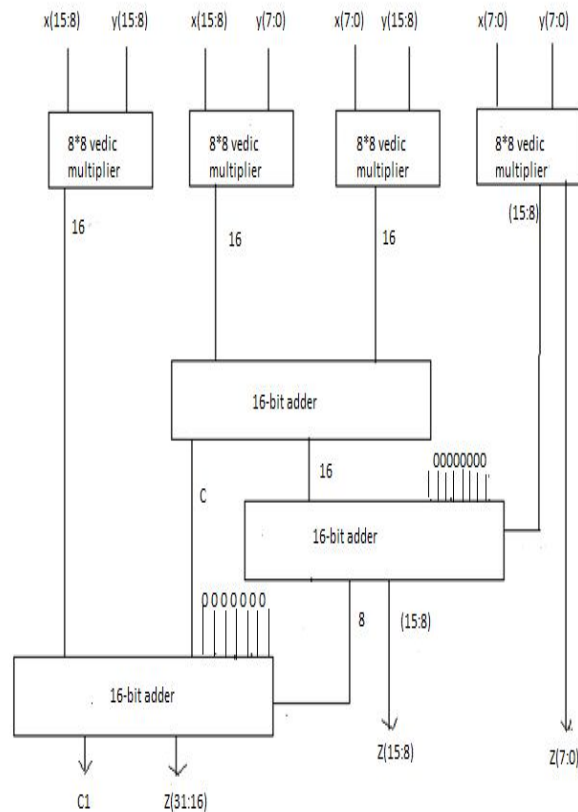 x(15:8) y(15:8) x(15:8) y(7:0) x(7:0) y(15:8) x(7:0) y(7:0)
8*8 vedic
multiplier
8*8 vedic
multiplier
8*8 vedic
multiplier
8*8 vedic
multiplier
(15:8)
16
16
16
16-bit adder
16
00000000
C
16-bit adder
0000000
8
(15:8)
16-bit adder
Z(15:8)
Z(7:0)
C1
Z(31:16)